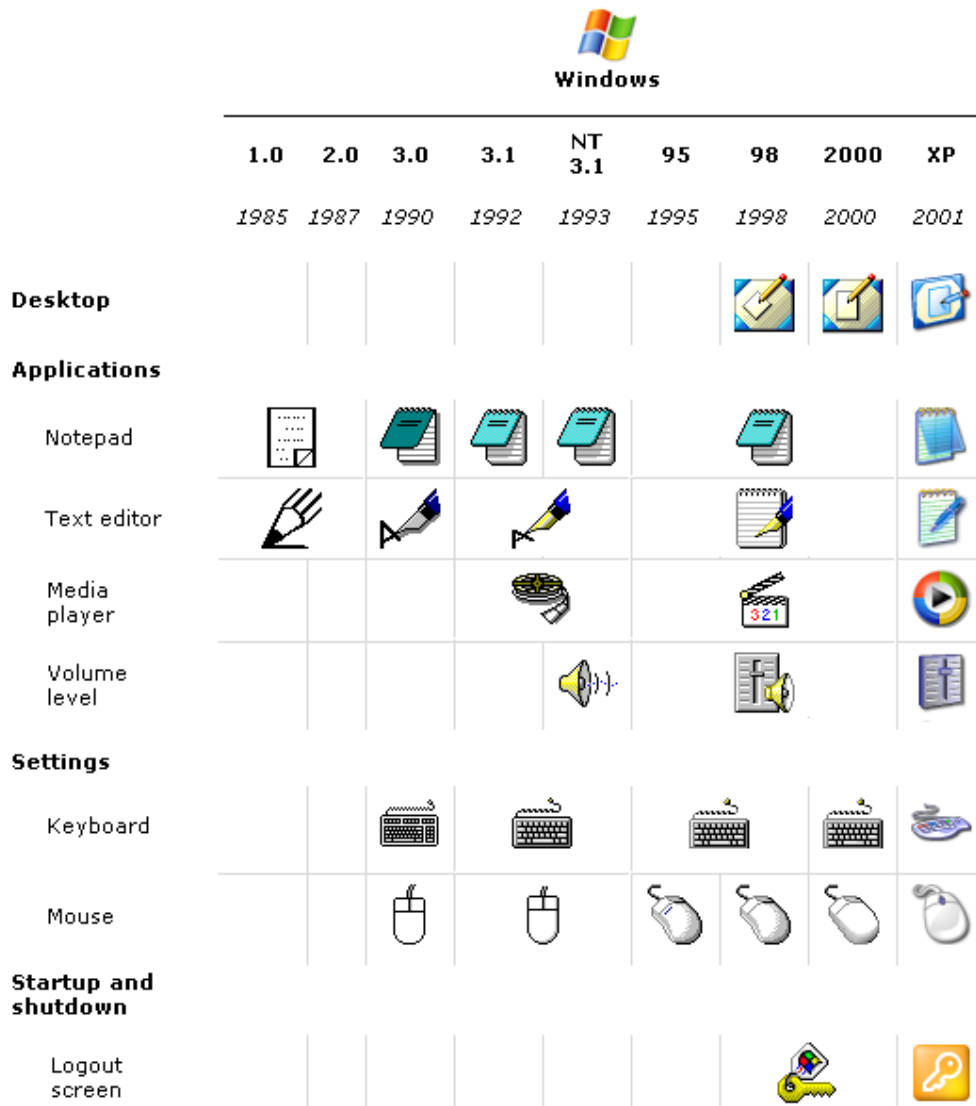 Windows
1.0 2.0 3.0 3.1 NT 3.1 95 98 2000 XP
1985 1987 1990 1992 1993 1995 1998 2000 2001
Desktop
Applications
Notepad
Text editor
Media
player
321
Volume
level
Settings
Keyboard
Mouse
Startup and
shutdown
Logout
screen